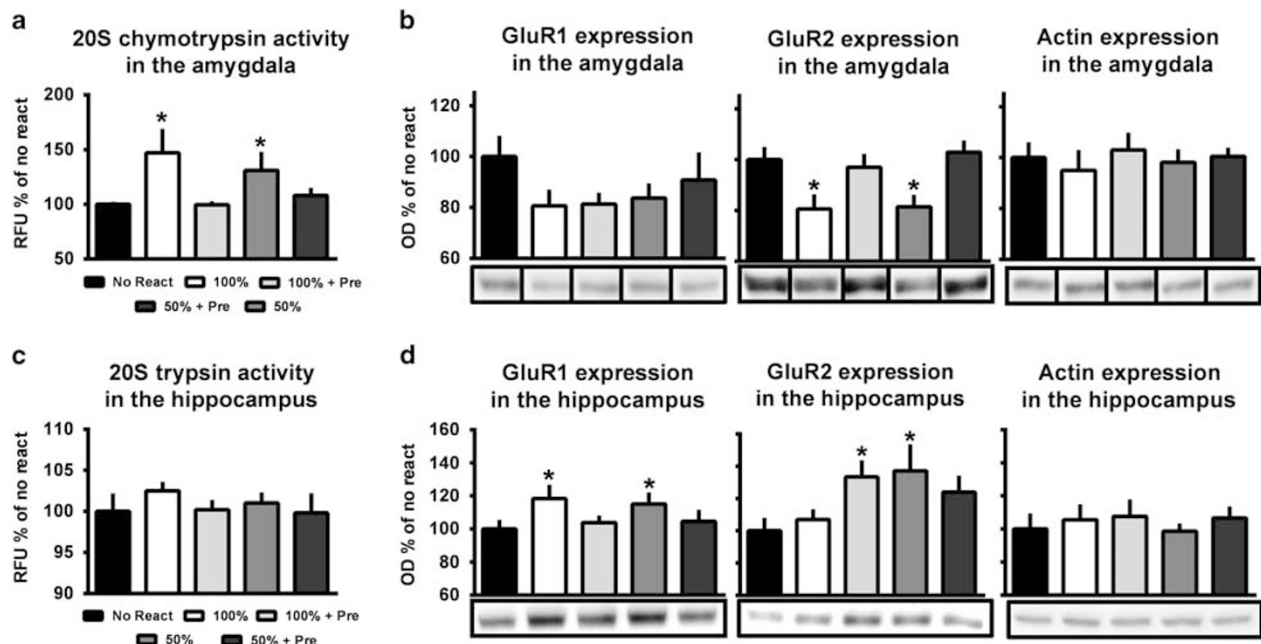 a
20S chymotrypsin activity
in the amygdala
RFU % of no react
200
150
100
50
*
*
No React
100%
100% + Pre
50% + Pre
50%
b
GluR1 expression
in the amygdala
GluR2 expression
in the amygdala
Actin expression
in the amygdala
OD % of no react
120
100
80
60
*
*
c
20S trypsin activity
in the hippocampus
RFU % of no react
110
105
100
95
90
No React
100%
100% + Pre
50%
50% + Pre
d
GluR1 expression
in the hippocampus
GluR2 expression
in the hippocampus
Actin expression
in the hippocampus
OD % of no react
160
140
120
100
80
60
*
*
*
*